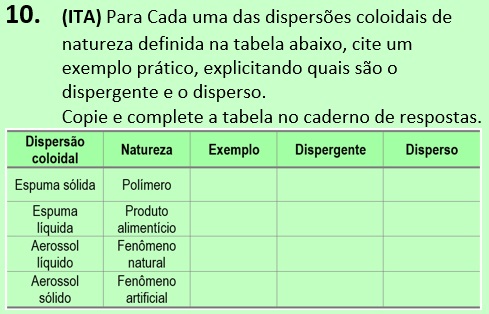 10. (ITA) Para Cada uma das dispersões coloidais de
natureza definida na tabela abaixo, cite um
exemplo prático, explicitando quais são o
dispergente e o disperso.
Copie e complete a tabela no caderno de respostas.
Dispersão coloidal Natureza Exemplo Dispergente Disperso
Espuma sólida Polímero
Espuma líquida Produto alimentício
Aerossol líquido Fenômeno natural
Aerossol sólido Fenômeno artificial